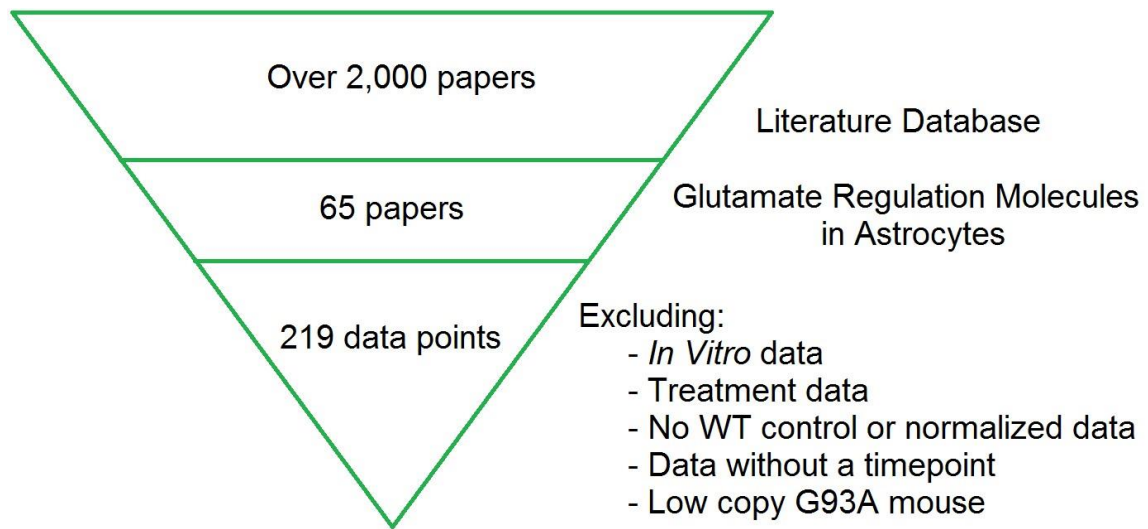 Over 2,000 papers
Literature Database
65 papers
Glutamate Regulation Molecules
in Astrocytes
219 data points
Excluding:
- In Vitro data
- Treatment data
- No WT control or normalized data
- Data without a timepoint
- Low copy G93A mouse